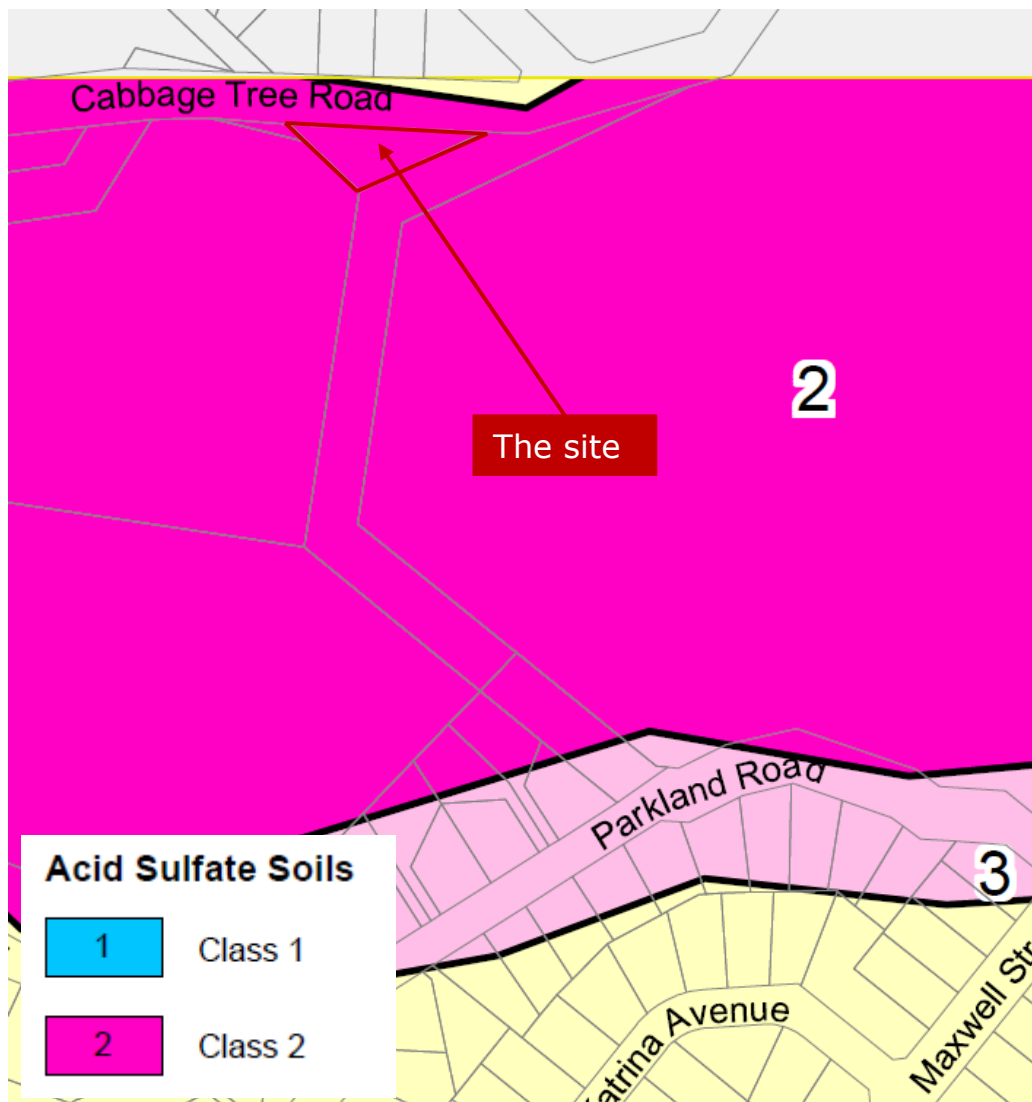 Cabbage Tree Road
The site
2
Parkland Road
3
Acid Sulfate Soils
1 Class 1
2 Class 2
Avenue
Maxwell